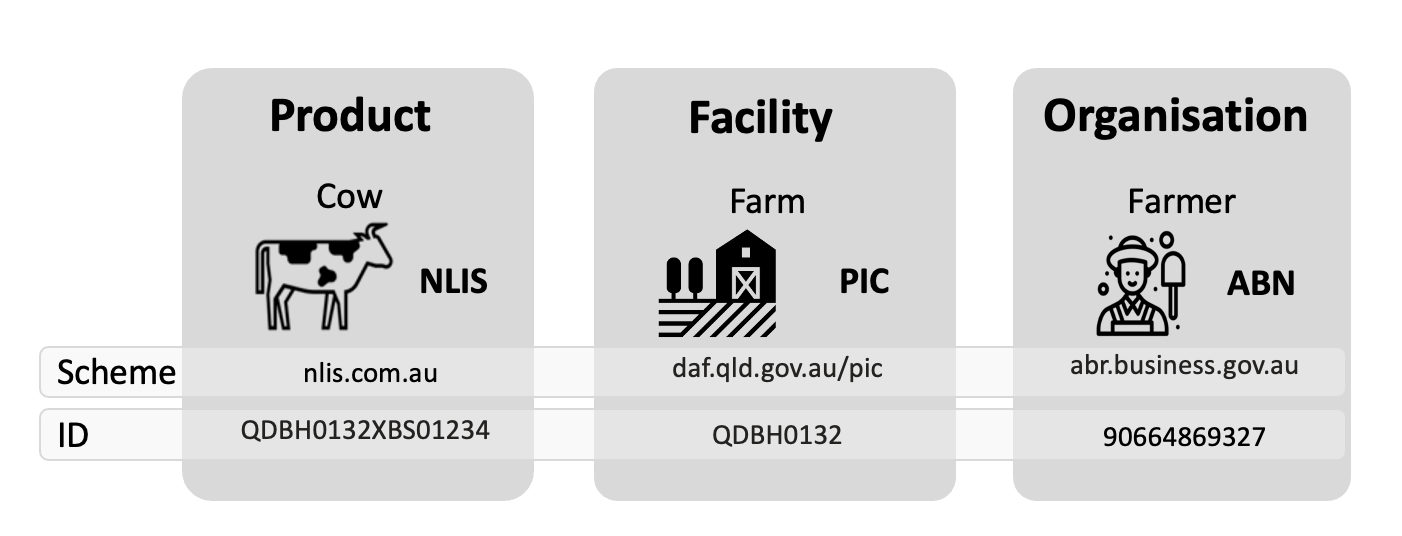 Product
Facility
Organisation
Cow
Farm
Farmer
NLIS
PIC
ABN
Scheme
nlis.com.au
daf.qld.gov.au/pic
abr.business.gov.au
ID
QDBH0132XBS01234
QDBH0132
90664869327